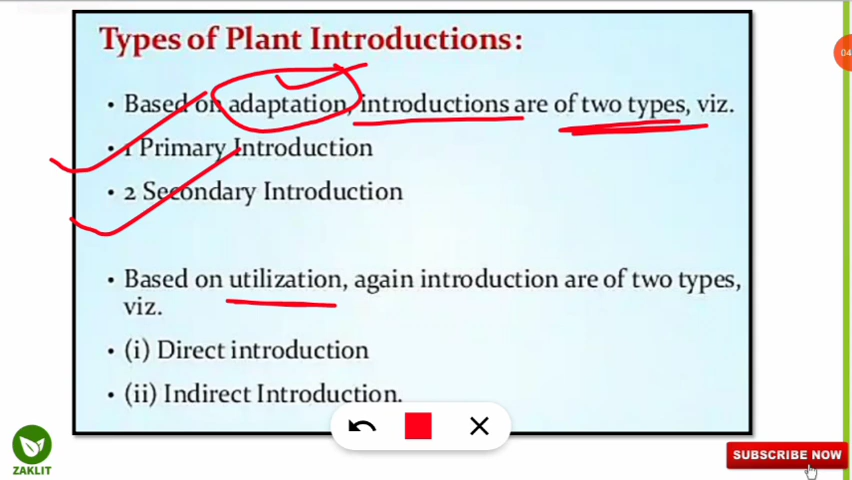 Types of Plant Introductions:
• Based on adaptation, introductions are of two types, viz.
• 1 Primary Introduction
• 2 Secondary Introduction
• Based on utilization, again introduction are of two types,
viz.
• (i) Direct introduction
• (ii) Indirect Introduction.
04
ZAKLIT
SUBSCRIBE NOW